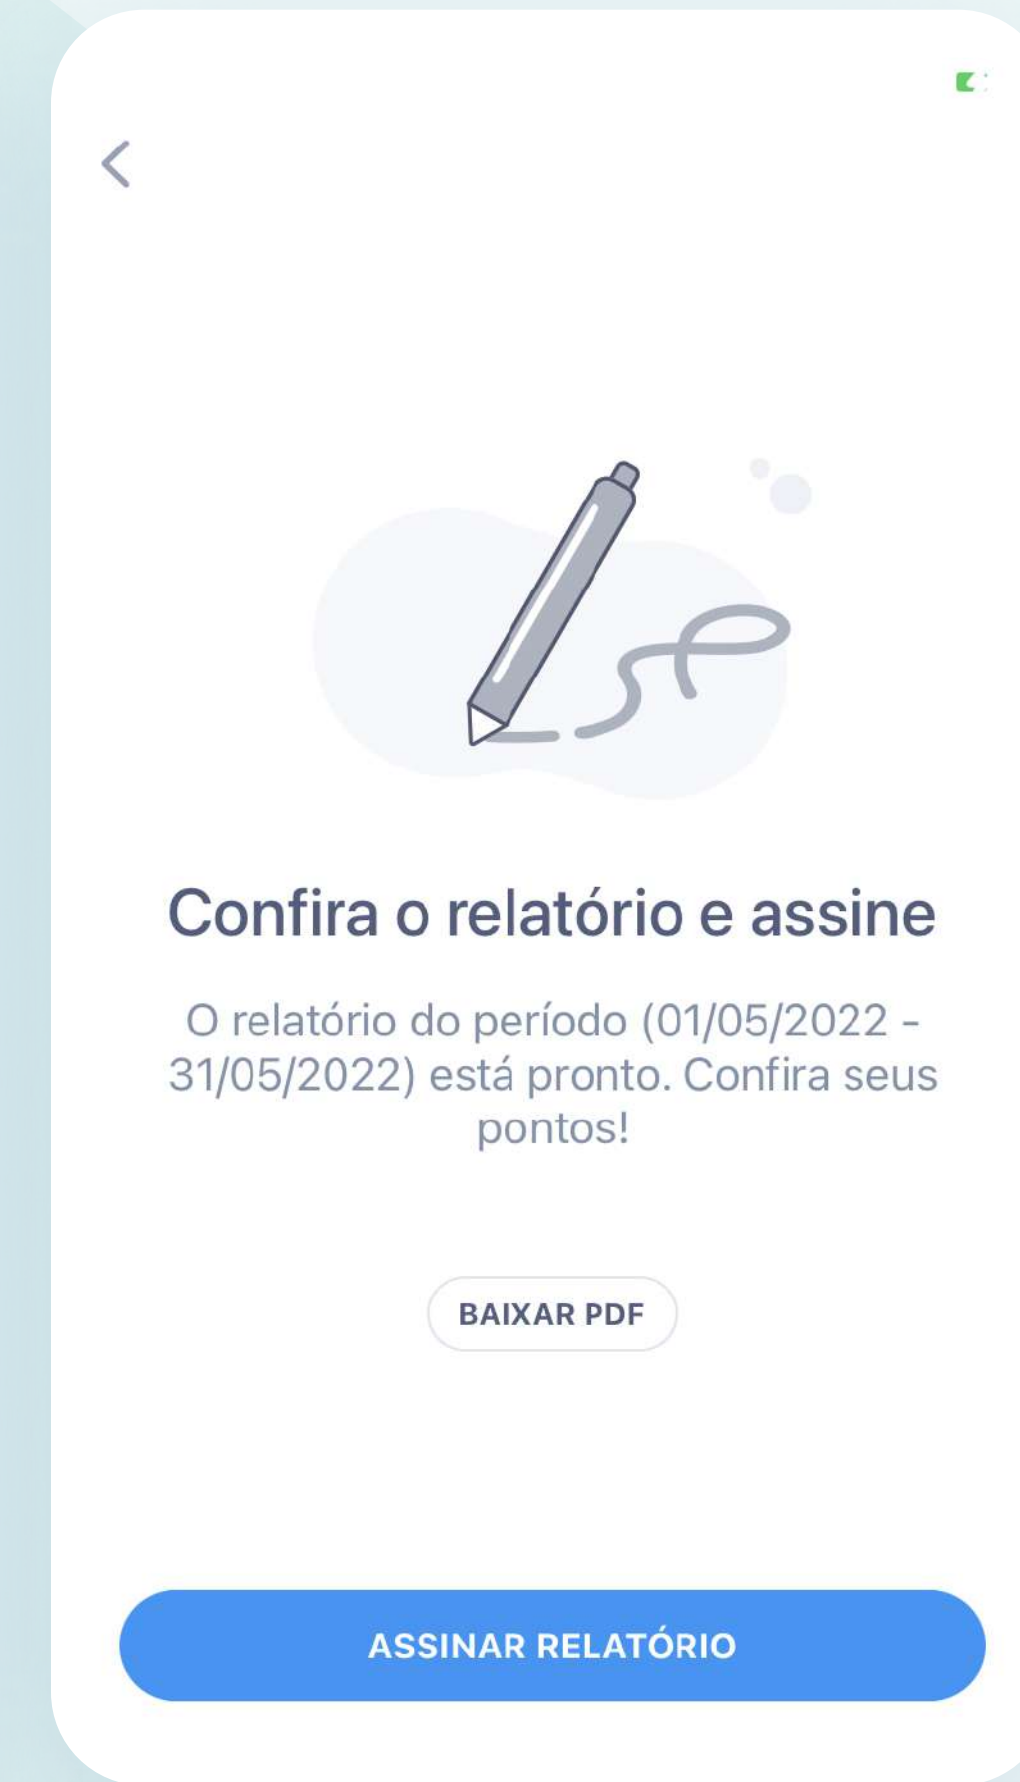 Confira o relatório e assine
O relatório do período (01/05/2022 -
31/05/2022) está pronto. Confira seus
pontos!
BAIXAR PDF
ASSINAR RELATÓRIO